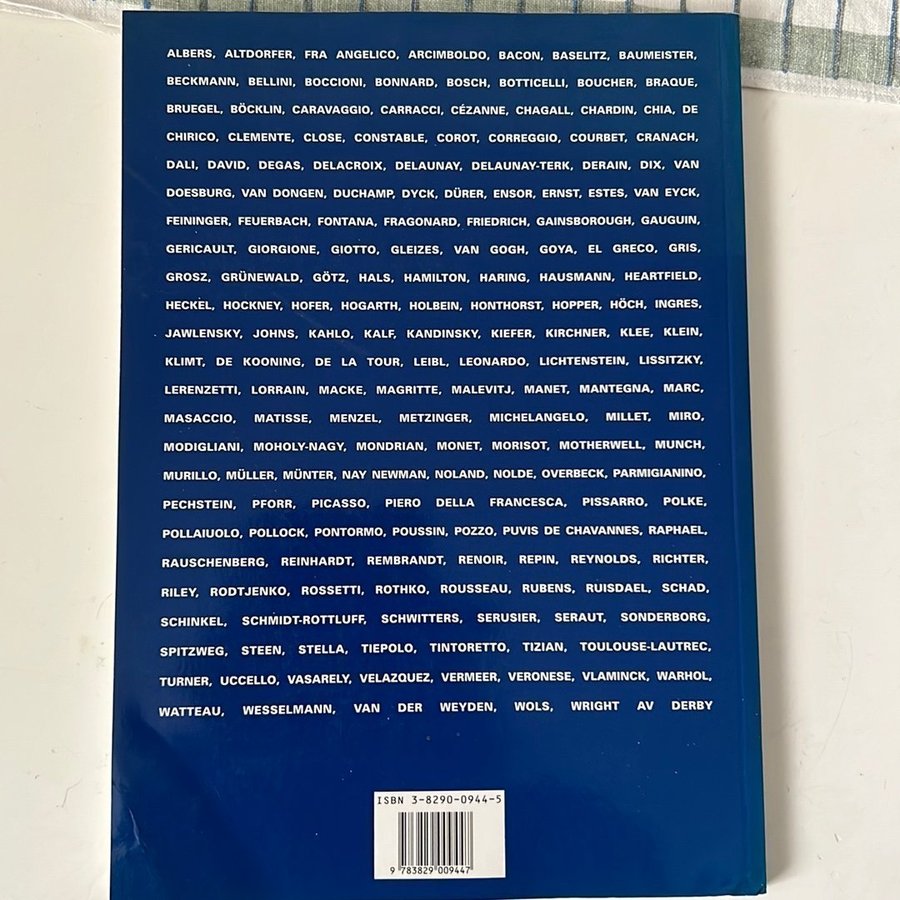 ALBERS, ALTDORFER, FRA ANGELICO, ARCIMBOLDO, BACON, BASELITZ, BAUMEISTER,
BECKMANN, BELLINI, BOCCIONI, BONNARD, BOSCH, BOTTICELLI, BOUCHER, BRAQUE,
BRUEGEL, BÖCKLIN, CARAVAGGIO, CARRACCI, CÉZANNE, CHAGALL, CHARDIN, CHIA, DE
CHIRICO, CLEMENTE, CLOSE, CONSTABLE, COROT, CORREGGIO, COURBET, CRANACH,
DALI, DAVID, DEGAS, DELACROIX, DELAUNAY, DELAUNAY-TERK, DERAIN, DIX, VAN
DOESBURG, VAN DONGEN, DUCHAMP, DYCK, DÜRER, ENSOR, ERNST, ESTES, VAN EYCK,
FEININGER, FEUERBACH, FONTANA, FRAGONARD, FRIEDRICH, GAINSBOROUGH, GAUGUIN,
GERICAULT, GIORGIONE, GIOTTO, GLEIZES, VAN GOGH, GOYA, EL GRECO, GRIS,
GROSZ, GRÜNEWALD, GÖTZ, HALS, HAMILTON, HARING, HAUSMANN, HEARTFIELD,
HECKEL, HOCKNEY, HOFER, HOGARTH, HOLBEIN, HONTHORST, HOPPER, HÖCH, INGRES,
JAWLENSKY, JOHNS, KAHLO, KALF, KANDINSKY, KIEFER, KIRCHNER, KLEE, KLEIN,
KLIMT, DE KOONING, DE LA TOUR, LEIBL, LEONARDO, LICHTENSTEIN, LISSITZKY,
LERENZETTI, LORRAIN, MACKE, MAGRITTE, MALEVITJ, MANET, MANTEGNA, MARC,
MASACCIO, MATISSE, MENZEL, METZINGER, MICHELANGELO, MILLET, MIRO,
MODIGLIANI, MOHOLY-NAGY, MONDRIAN, MONET, MORISOT, MOTHERWELL, MUNCH,
MURILLO, MÜLLER, MÜNTER, NAY NEWMAN, NOLAND, NOLDE, OVERBECK, PARMIGIANINO,
PECHSTEIN, PFORR, PICASSO, PIERO DELLA FRANCESCA, PISSARRO, POLKE,
POLLAIUOLO, POLLOCK, PONTORMO, POUSSIN, POZZO, PUVIS DE CHAVANNES, RAPHAEL,
RAUSCHENBERG, REINHARDT, REMBRANDT, RENOIR, REPIN, REYNOLDS, RICHTER,
RILEY, RODTJENKO, ROSSETTI, ROTHKO, ROUSSEAU, RUBENS, RUISDAEL, SCHAD,
SCHINKEL, SCHMIDT-ROTTLUFF, SCHWITTERS, SERUSIER, SERAUT, SONDERBORG,
SPITZWEG, STEEN, STELLA, TIEPOLO, TINTORETTO, TIZIAN, TOULOUSE-LAUTREC,
TURNER, UCCELLO, VASARELY, VELAZQUEZ, VERMEER, VERONESE, VLAMINCK, WARHOL,
WATTEAU, WESSELMANN, VAN DER WEYDEN, WOLS, WRIGHT AV DERBY
ISBN 3-8290-0944-5
9 783829 009447